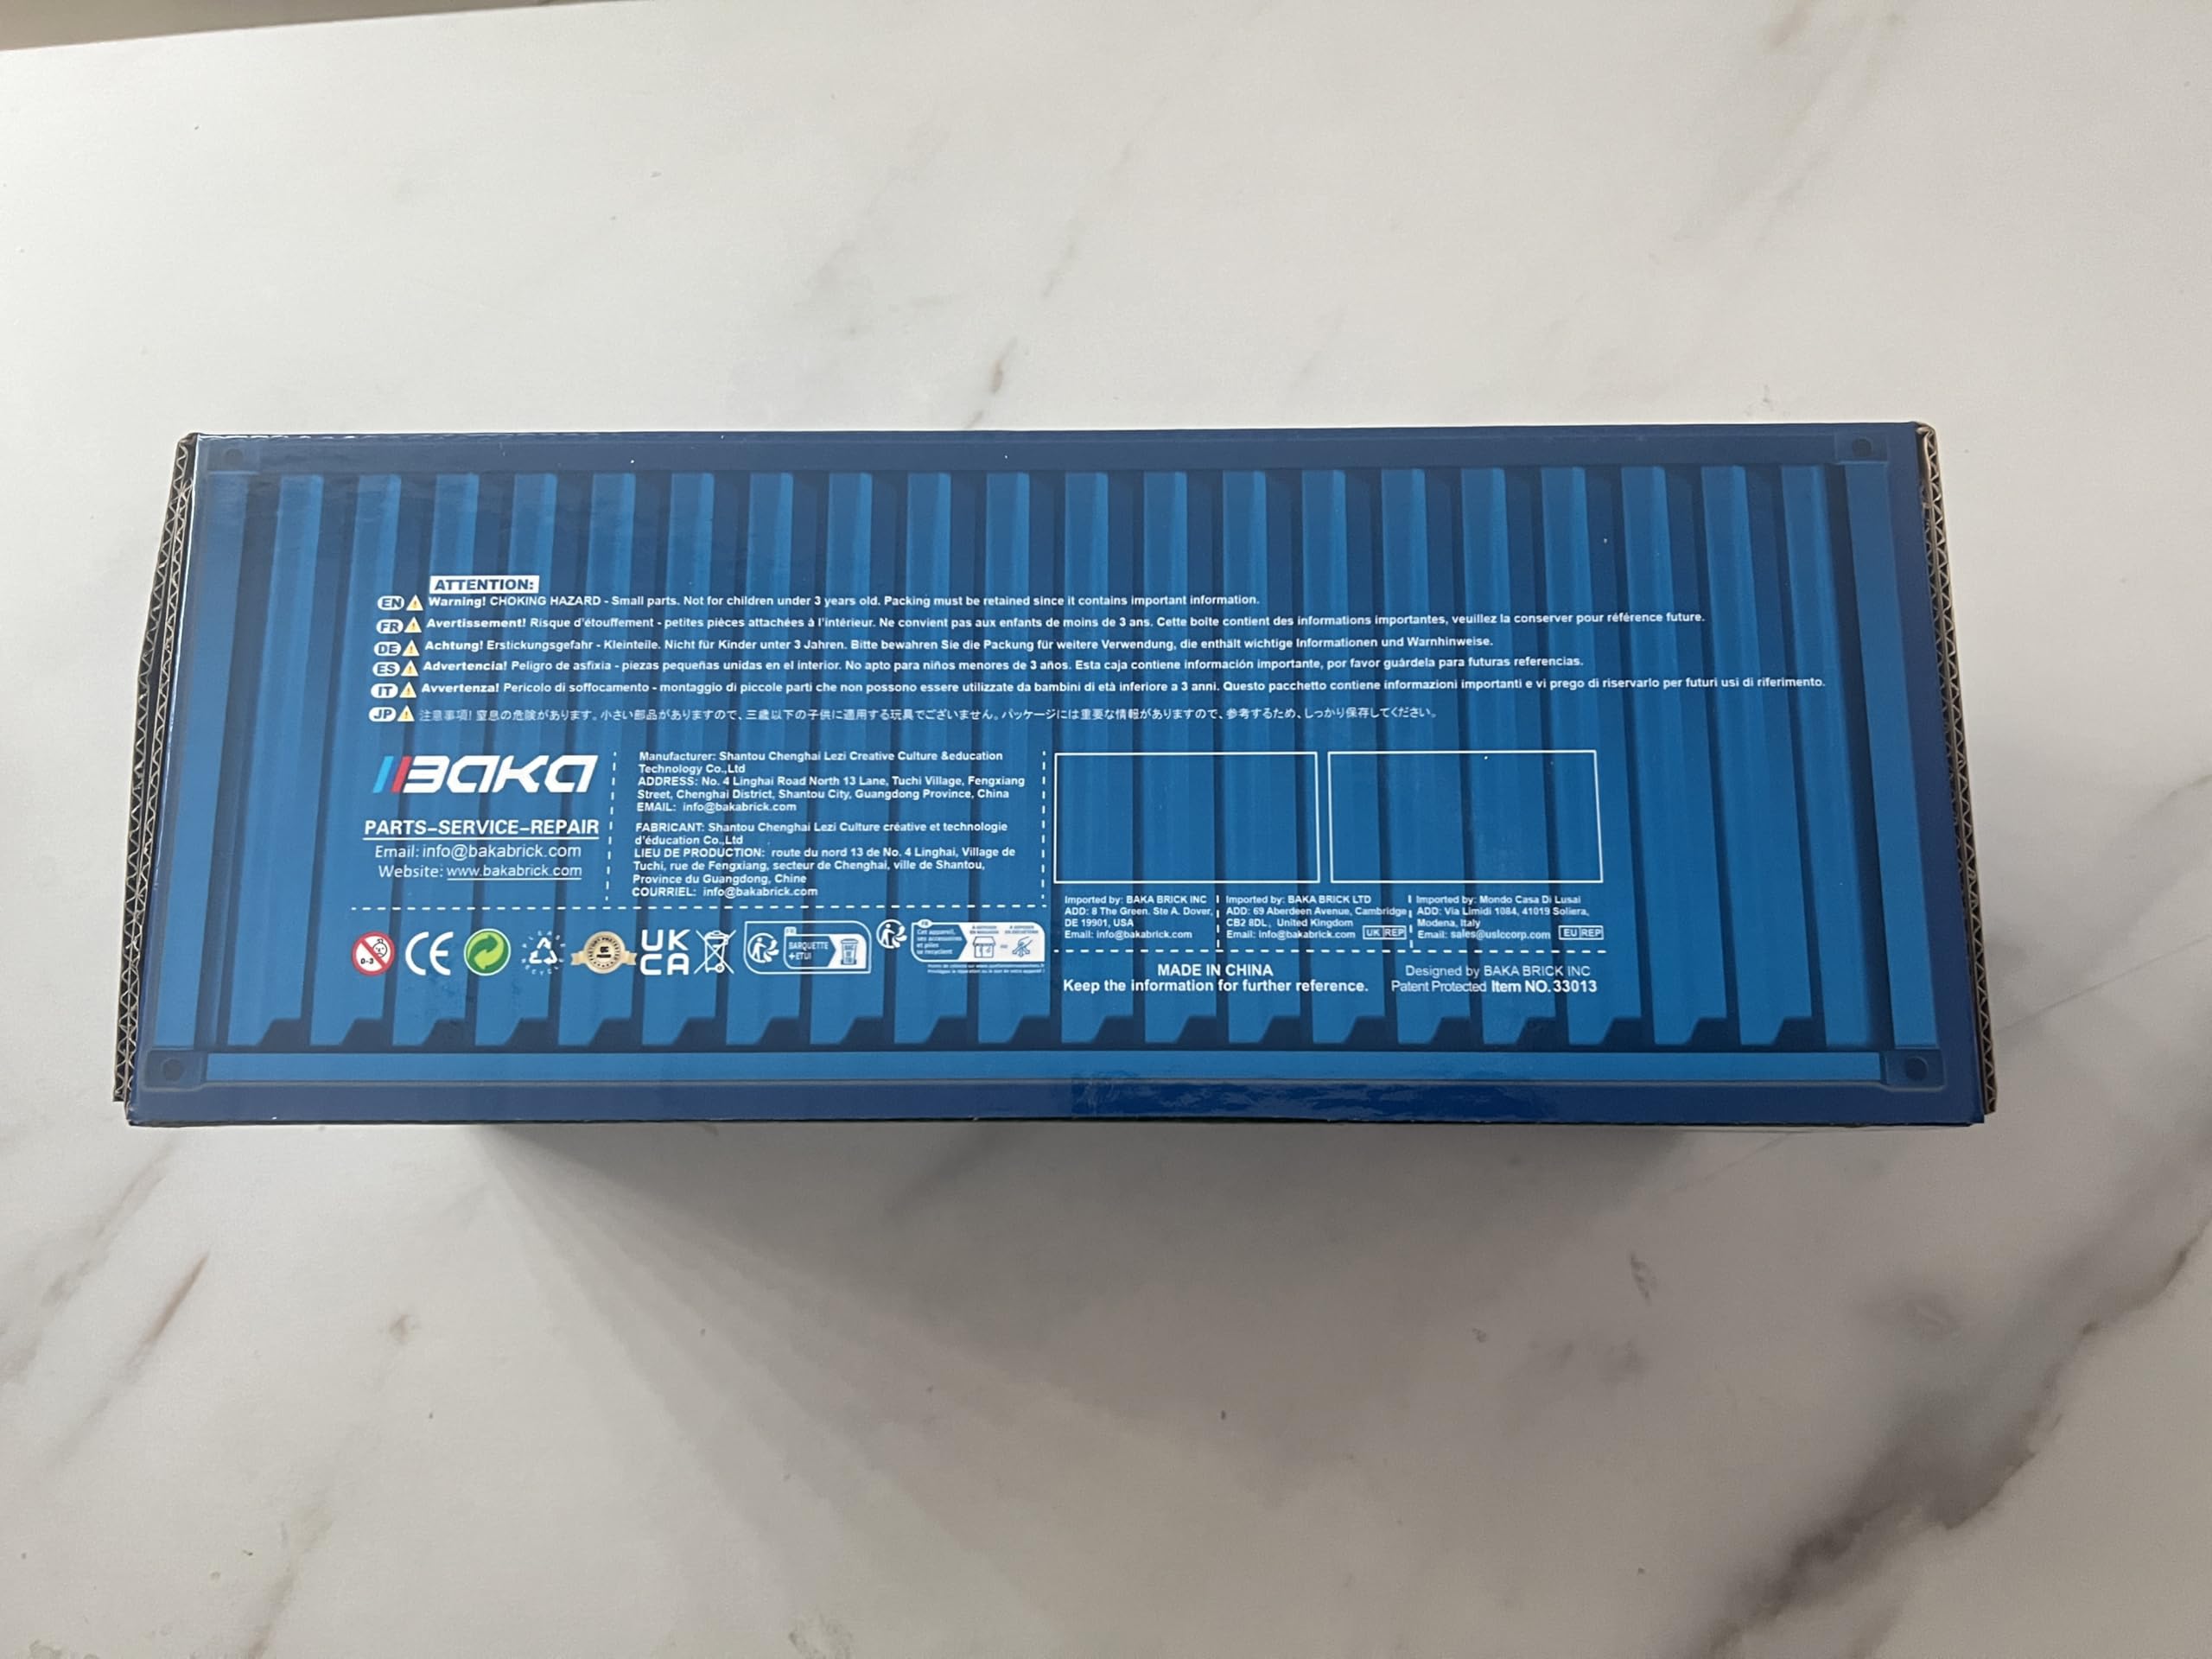 ATTENTION:
EN Warning! CHOKING HAZARD - Small parts. Not for children under 3 years old. Packing must be retained since it contains important information.
FR Avertissement! Risque d'étouffement - petites pièces attachées à l'intérieur. Ne convient pas aux enfants de moins de 3 ans. Cette boîte contient des informations importantes, veuillez la conserver pour référence future.
DE Achtung! Erstickungsgefahr - Kleinteile. Nicht für Kinder unter 3 Jahren. Bitte bewahren Sie die Packung für weitere Verwendung, die enthält wichtige Informationen und Warnhinweise.
ES Advertencia! Peligro de asfixia - piezas pequeñas unidas en el interior. No apto para niños menores de 3 años. Esta caja contiene información importante, por favor guárdela para futuras referencias.
IT Avvertenza! Pericolo di soffocamento - montaggio di piccole parti che non possono essere utilizzate da bambini di età inferiore a 3 anni. Questo pacchetto contiene informazioni importanti e vi prego di riservarlo per futuri usi di riferimento.
JP 注意事項! 窒息の危険があります。小さい部品がありますので、三歳以下の子供に適用する玩具でございません。パッケージには重要な情報がありますので、参考するため、しっかり保存してください。
BAKA
PARTS-SERVICE-REPAIR
Email: info@bakabrick.com
Website: www.bakabrick.com
Manufacturer: Shantou Chenghai Lezi Creative Culture &education
Technology Co.,Ltd
ADDRESS: No. 4 Linghai Road North 13 Lane, Tuchi Village, Fengxiang
Street, Chenghai District, Shantou City, Guangdong Province, China
EMAIL: info@bakabrick.com
FABRICANT: Shantou Chenghai Lezi Culture créative et technologie
d'éducation Co.,Ltd
LIEU DE PRODUCTION: route du nord 13 de No. 4 Linghai, Village de
Tuchi, rue de Fengxiang, secteur de Chenghai, ville de Shantou,
Province du Guangdong, Chine
COURRIEL: info@bakabrick.com
Imported by: BAKA BRICK INC
ADD: 8 The Green. Ste A. Dover,
DE 19901, USA
Email: info@bakabrick.com
Imported by: BAKA BRICK LTD
ADD: 69 Aberdeen Avenue, Cambridge
CB2 8DL, United Kingdom
Email: info@bakabrick.com UK REP
Imported by: Mondo Casa Di Lusai
ADD: Via Limidi 1084, 41019 Soliera,
Modena, Italy
Email: sales@uslccorp.com EU REP
0-3
CE
UK
CA
FR
BARQUETTE
+ETUI
FR
Cet appareil,
ses accessoires
et piles
se recyclent
MADE IN CHINA
Keep the information for further reference.
Designed by BAKA BRICK INC
Patent Protected Item NO. 33013